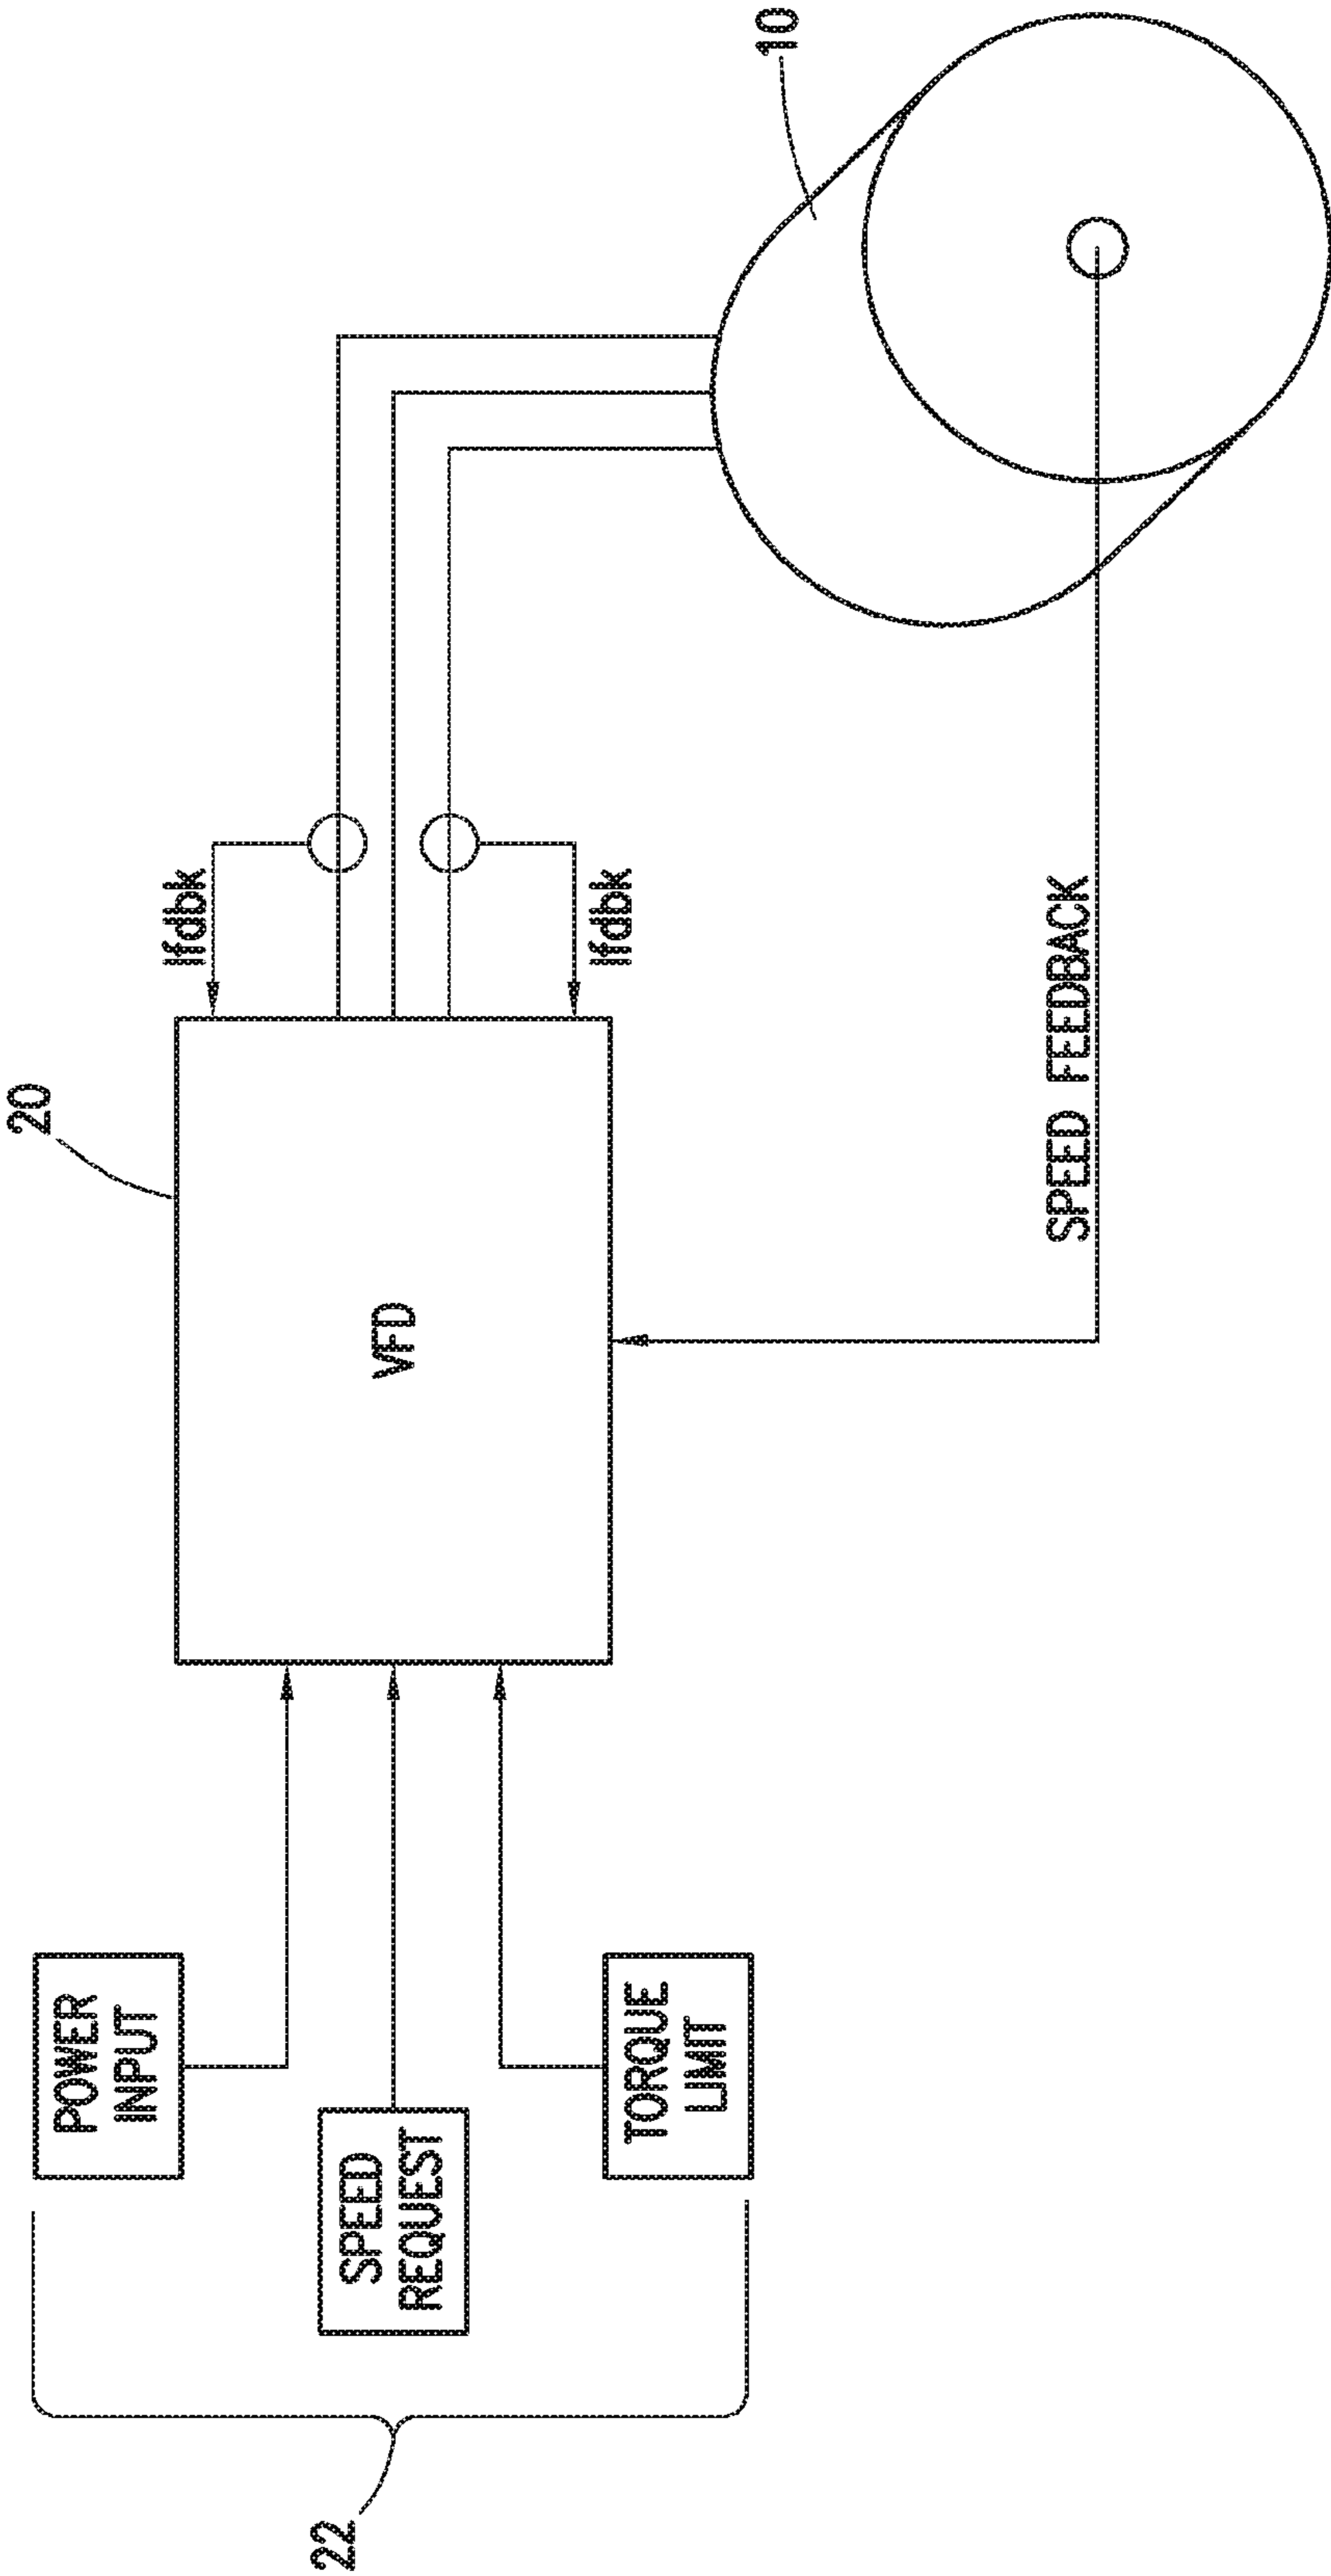 20
10
Ifdbk
VFD
Ifdbk
SPEED FEEDBACK
POWER
INPUT
SPEED
REQUEST
TORQUE
LIMIT
22